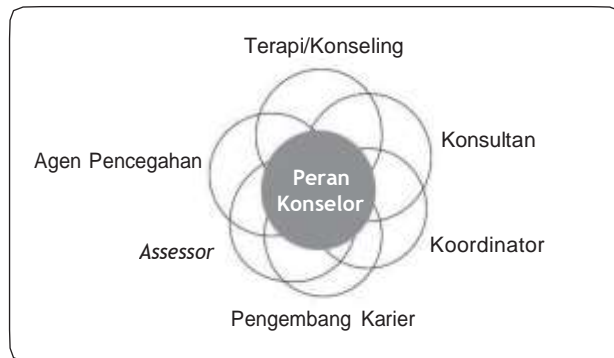 Terapi/Konseling
Konsultan
Agen Pencegahan
Peran
Konselor
Assessor
Koordinator
Pengembang Karier